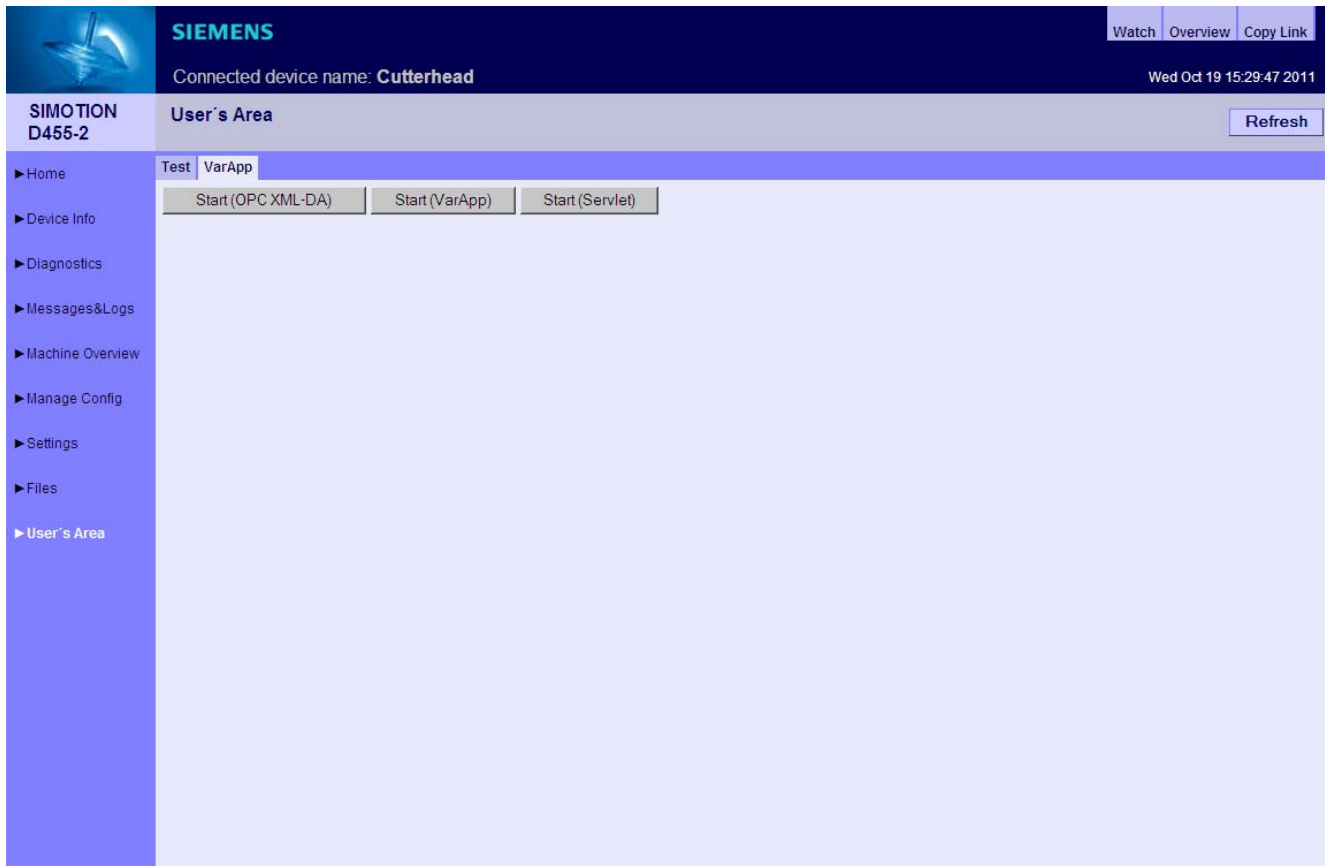 SIEMENS
Watch Overview Copy Link
Connected device name: Cutterhead
Wed Oct 19 15:29:47 2011
SIMOTION
D455-2
User´s Area
Refresh
Test VarApp
►Home
Start (OPC XML-DA) Start (VarApp) Start (Servlet)
►Device Info
►Diagnostics
►Messages&Logs
►Machine Overview
►Manage Config
►Settings
►Files
►User´s Area